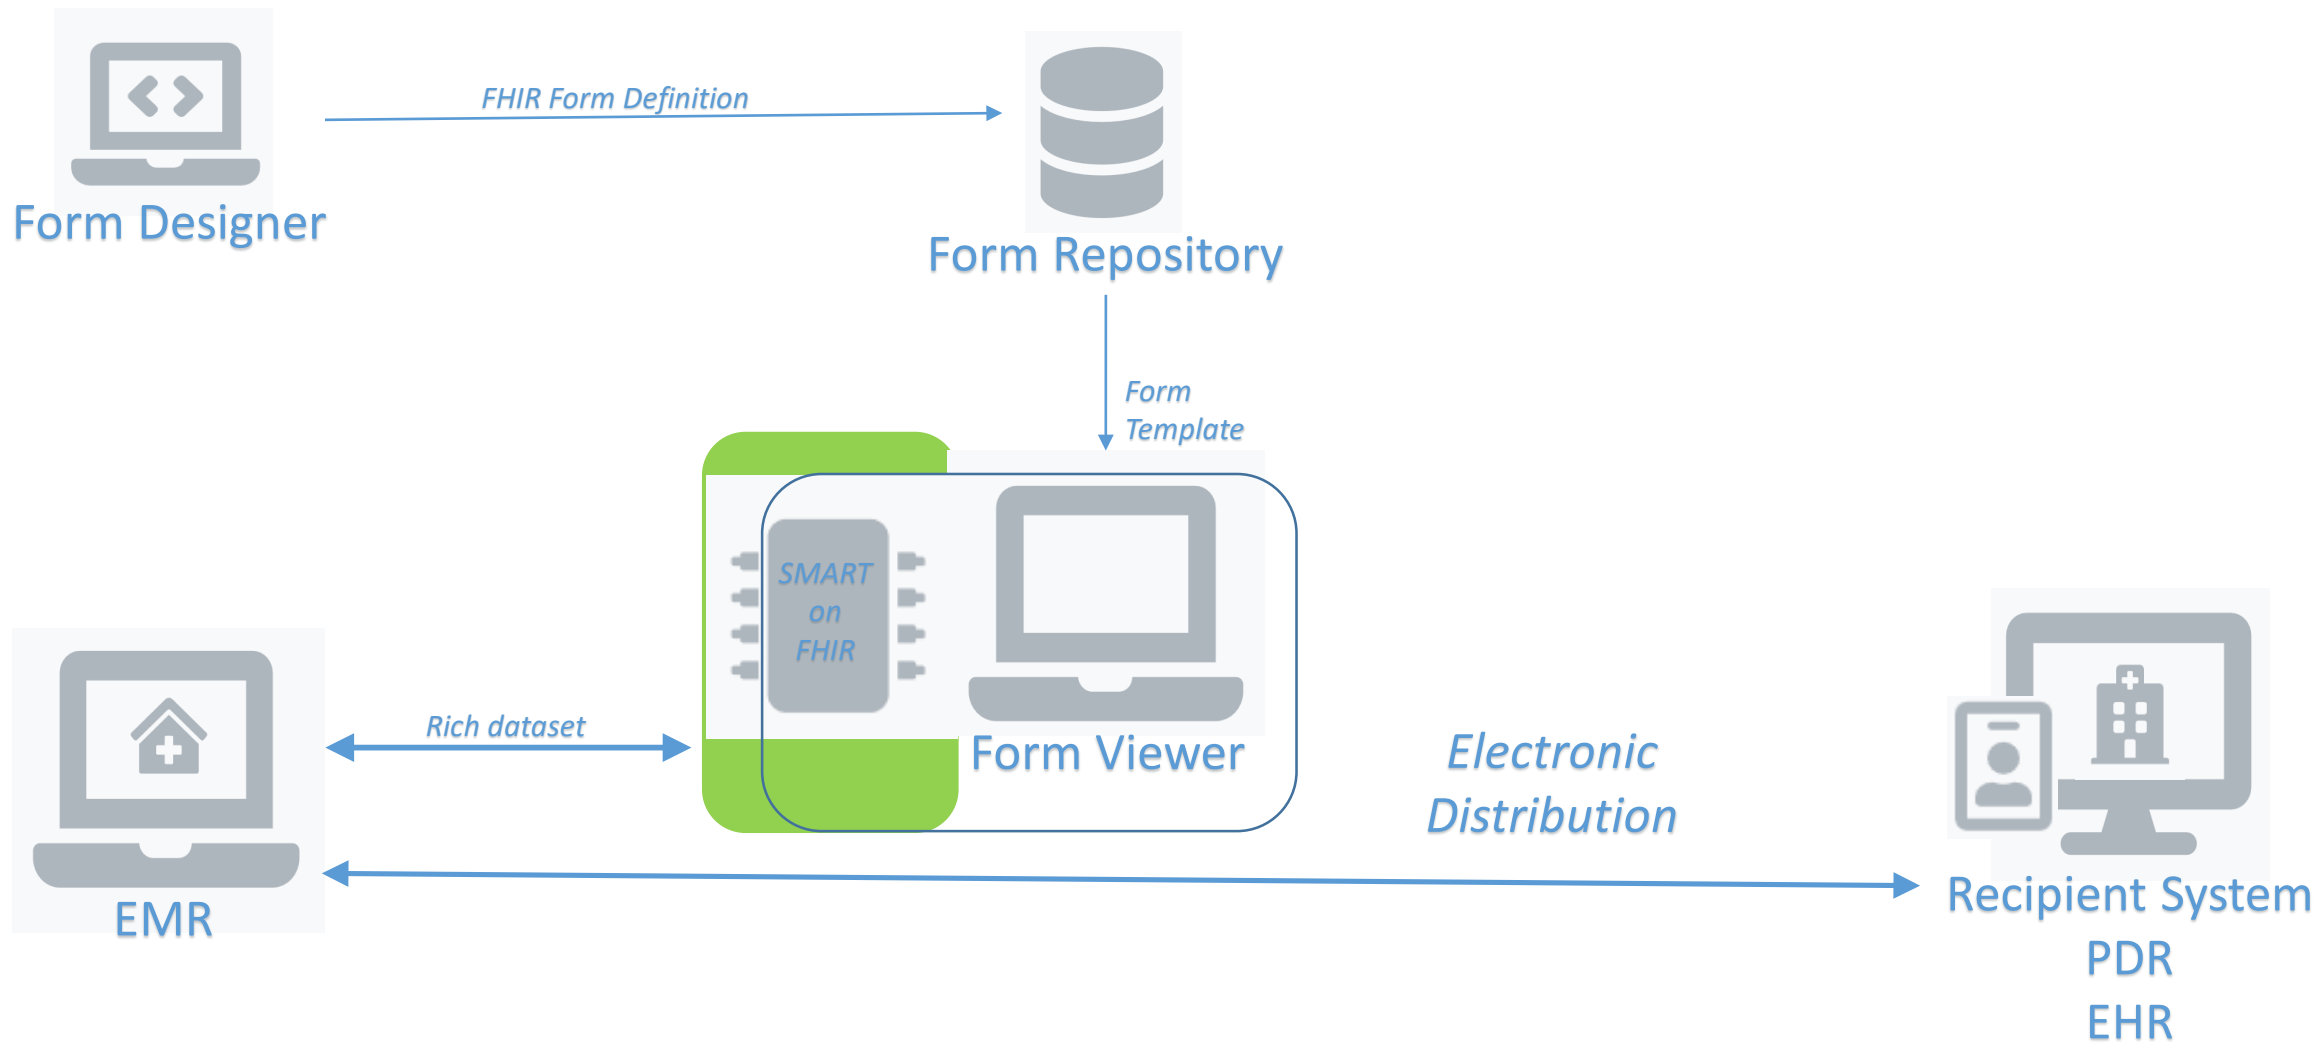 FHIR Form Definition
Form Designer
Form Repository
Form
Template
SMART
on
FHIR
Form Viewer
Rich dataset
EMR
Electronic
Distribution
Recipient System
PDR
EHR